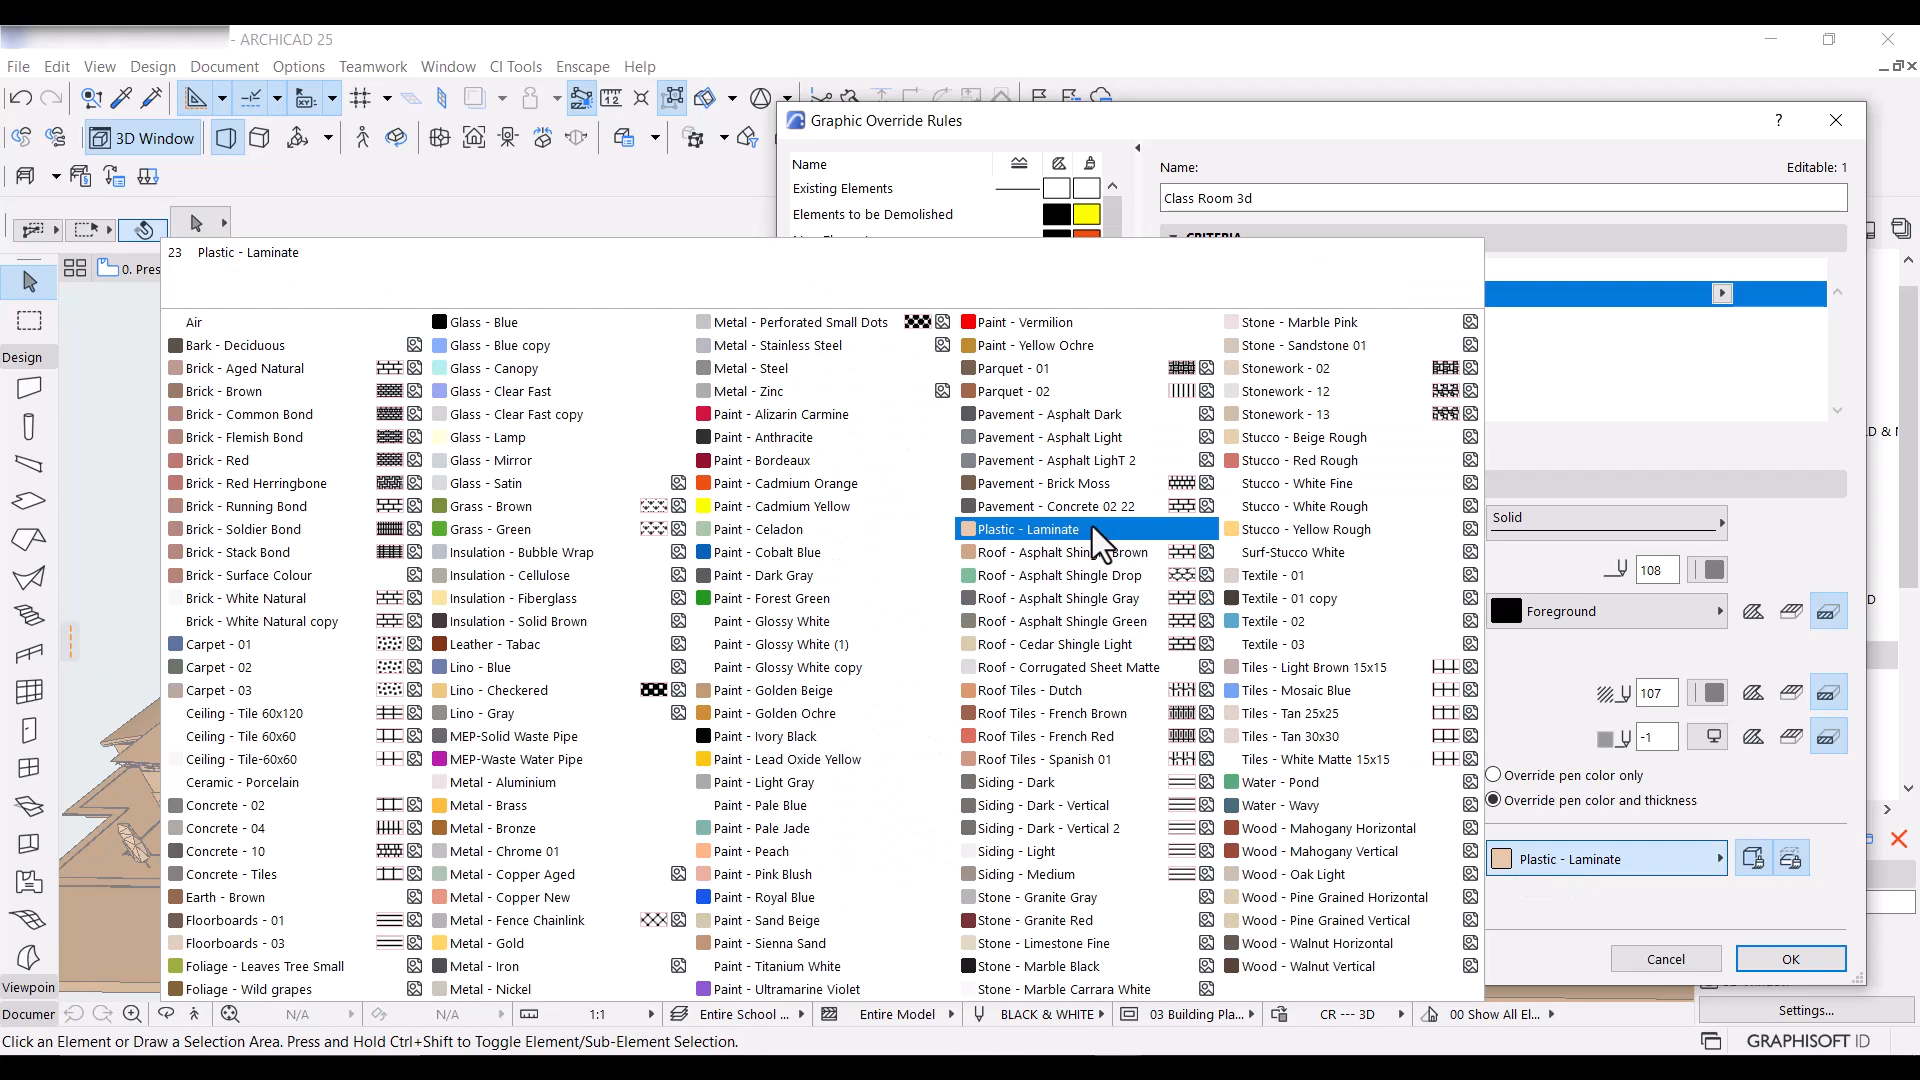 - ARCHICAD 25
File Edit View Design Document Options Teamwork Window CI Tools Enscape Help
3D Window
Graphic Override Rules
?
Name
Existing Elements
Elements to be Demolished
Name:
Editable: 1
Class Room 3d
CRITERIA
0. Pres
Design
Viewpoin
Documer
23 Plastic - Laminate
Air
Bark - Deciduous
Brick - Aged Natural
Brick - Brown
Brick - Common Bond
Brick - Flemish Bond
Brick - Red
Brick - Red Herringbone
Brick - Running Bond
Brick - Soldier Bond
Brick - Stack Bond
Brick - Surface Colour
Brick - White Natural
Brick - White Natural copy
Carpet - 01
Carpet - 02
Carpet - 03
Ceiling - Tile 60x120
Ceiling - Tile 60x60
Ceiling - Tile-60x60
Ceramic - Porcelain
Concrete - 02
Concrete - 04
Concrete - 10
Concrete - Tiles
Earth - Brown
Floorboards - 01
Floorboards - 03
Foliage - Leaves Tree Small
Foliage - Wild grapes
Glass - Blue
Glass - Blue copy
Glass - Canopy
Glass - Clear Fast
Glass - Clear Fast copy
Glass - Lamp
Glass - Mirror
Glass - Satin
Grass - Brown
Grass - Green
Insulation - Bubble Wrap
Insulation - Cellulose
Insulation - Fiberglass
Insulation - Solid Brown
Leather - Tabac
Lino - Blue
Lino - Checkered
Lino - Gray
MEP-Solid Waste Pipe
MEP-Waste Water Pipe
Metal - Aluminium
Metal - Brass
Metal - Bronze
Metal - Chrome 01
Metal - Copper Aged
Metal - Copper New
Metal - Fence Chainlink
Metal - Gold
Metal - Iron
Metal - Nickel
Metal - Perforated Small Dots
Metal - Stainless Steel
Metal - Steel
Metal - Zinc
Paint - Alizarin Carmine
Paint - Anthracite
Paint - Bordeaux
Paint - Cadmium Orange
Paint - Cadmium Yellow
Paint - Celadon
Paint - Cobalt Blue
Paint - Dark Gray
Paint - Forest Green
Paint - Glossy White
Paint - Glossy White (1)
Paint - Glossy White copy
Paint - Golden Beige
Paint - Golden Ochre
Paint - Ivory Black
Paint - Lead Oxide Yellow
Paint - Light Gray
Paint - Pale Blue
Paint - Pale Jade
Paint - Peach
Paint - Pink Blush
Paint - Royal Blue
Paint - Sand Beige
Paint - Sienna Sand
Paint - Titanium White
Paint - Ultramarine Violet
Paint - Vermilion
Paint - Yellow Ochre
Parquet - 01
Parquet - 02
Pavement - Asphalt Dark
Pavement - Asphalt Light
Pavement - Asphalt LighT 2
Pavement - Brick Moss
Pavement - Concrete 02 22
Plastic - Laminate
Roof - Asphalt Shin Brown
Roof - Asphalt Shingle Drop
Roof - Asphalt Shingle Gray
Roof - Asphalt Shingle Green
Roof - Cedar Shingle Light
Roof - Corrugated Sheet Matte
Roof Tiles - Dutch
Roof Tiles - French Brown
Roof Tiles - French Red
Roof Tiles - Spanish 01
Siding - Dark
Siding - Dark - Vertical
Siding - Dark - Vertical 2
Siding - Light
Siding - Medium
Stone - Granite Gray
Stone - Granite Red
Stone - Limestone Fine
Stone - Marble Black
Stone - Marble Carrara White
Stone - Marble Pink
Stone - Sandstone 01
Stonework - 02
Stonework - 12
Stonework - 13
Stucco - Beige Rough
Stucco - Red Rough
Stucco - White Fine
Stucco - White Rough
Stucco - Yellow Rough
Surf-Stucco White
Textile - 01
Textile - 01 copy
Textile - 02
Textile - 03
Tiles - Light Brown 15x15
Tiles - Mosaic Blue
Tiles - Tan 25x25
Tiles - Tan 30x30
Tiles - White Matte 15x15
Water - Pond
Water - Wavy
Wood - Mahogany Horizontal
Wood - Mahogany Vertical
Wood - Oak Light
Wood - Pine Grained Horizontal
Wood - Pine Grained Vertical
Wood - Walnut Horizontal
Wood - Walnut Vertical
Solid
108
Foreground
107
-1
Override pen color only
Override pen color and thickness
Plastic - Laminate
Cancel OK
N/A N/A 1:1 Entire School ... Entire Model BLACK & WHITE 03 Building Pla... CR --- 3D 00 Show All El...
Settings...
Click an Element or Draw a Selection Area. Press and Hold Ctrl+Shift to Toggle Element/Sub-Element Selection.
GRAPHISOFT ID